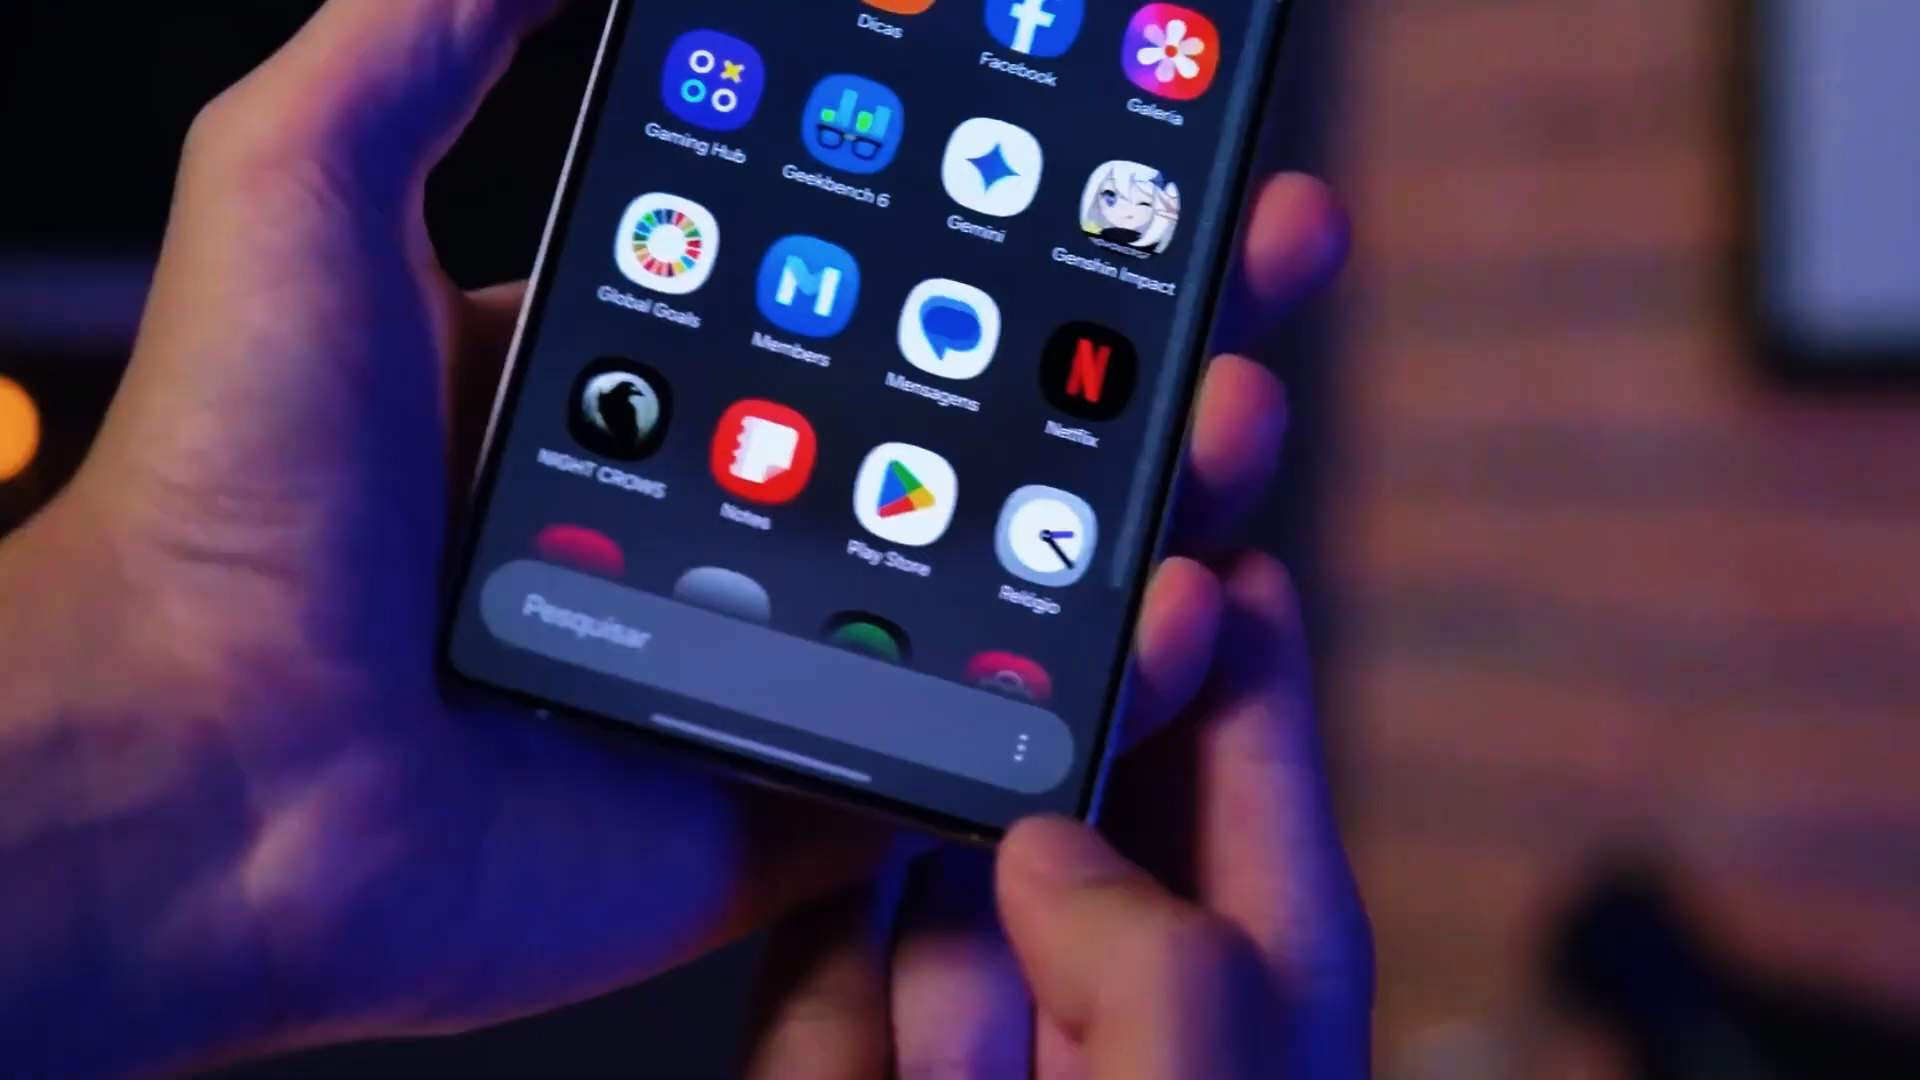 Dicas
Facebook
Galeria
Gaming Hub
Geekbench 6
Gemini
Genshin Impact
Global Goals
Members
Mensagens
Netflix
NIGHT CROWS
Notes
Play Store
Relógio
Pesquisar